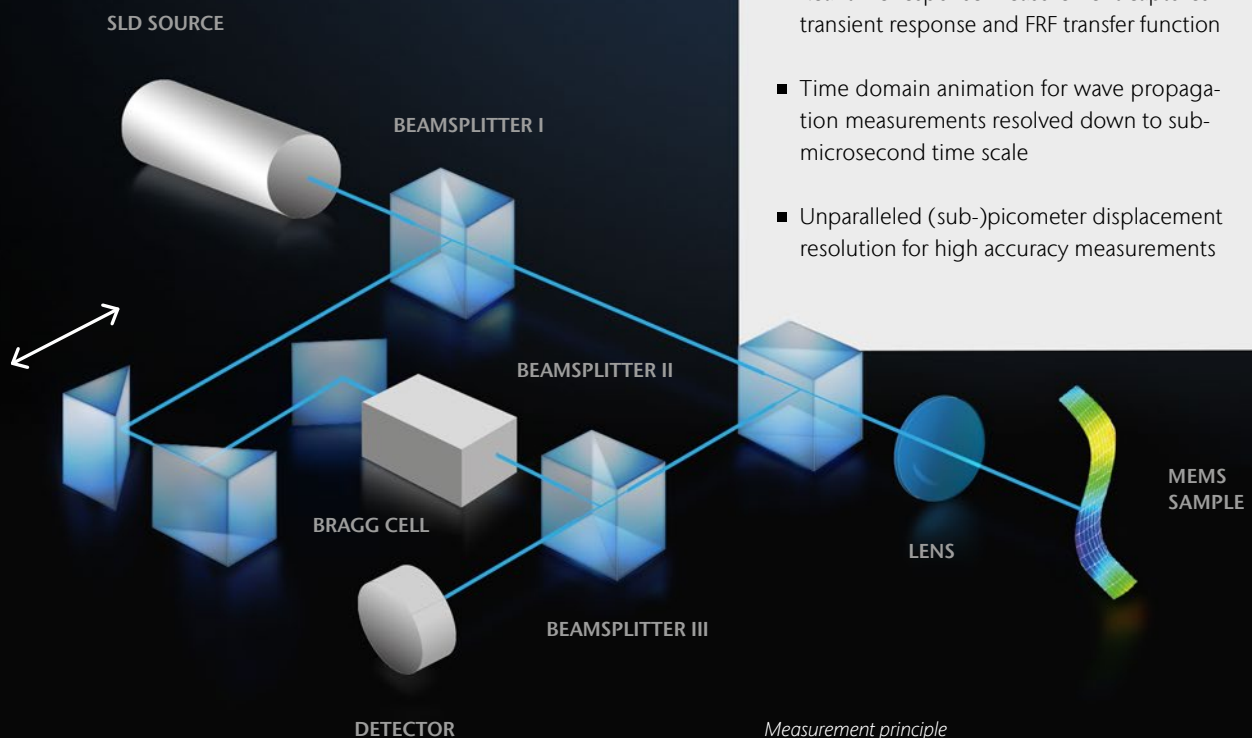 transient response and FRF transfer function
■ Time domain animation for wave propaga-
tion measurements resolved down to sub-
microsecond time scale
■ Unparalleled (sub-)picometer displacement
resolution for high accuracy measurements
SLD SOURCE
BEAMSPLITTER I
BEAMSPLITTER II
BRAGG CELL
LENS
MEMS
SAMPLE
BEAMSPLITTER III
DETECTOR
Measurement principle